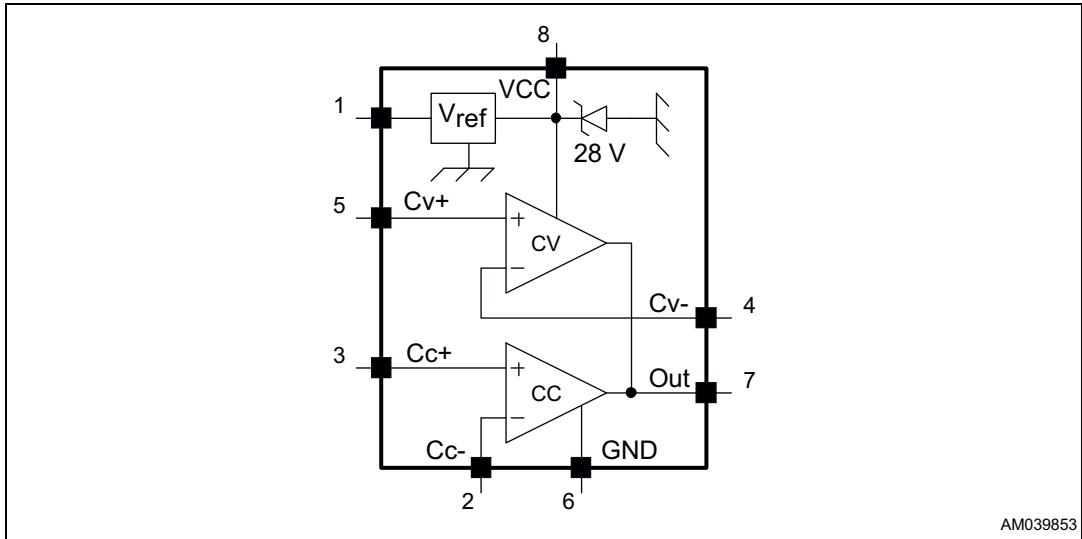 8
VCC
1
Vref
28 V
5
Cv+
+
CV
−
Cv-
4
3
Cc+
+
CC
−
Out
7
Cc-
GND
2
6
AM039853